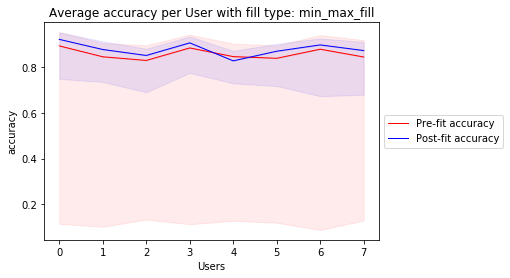 Average accuracy per User with fill type: min_max_fill
accuracy
0.8
0.6
0.4
0.2
0 1 2 3 4 5 6 7
Users
Pre-fit accuracy
Post-fit accuracy